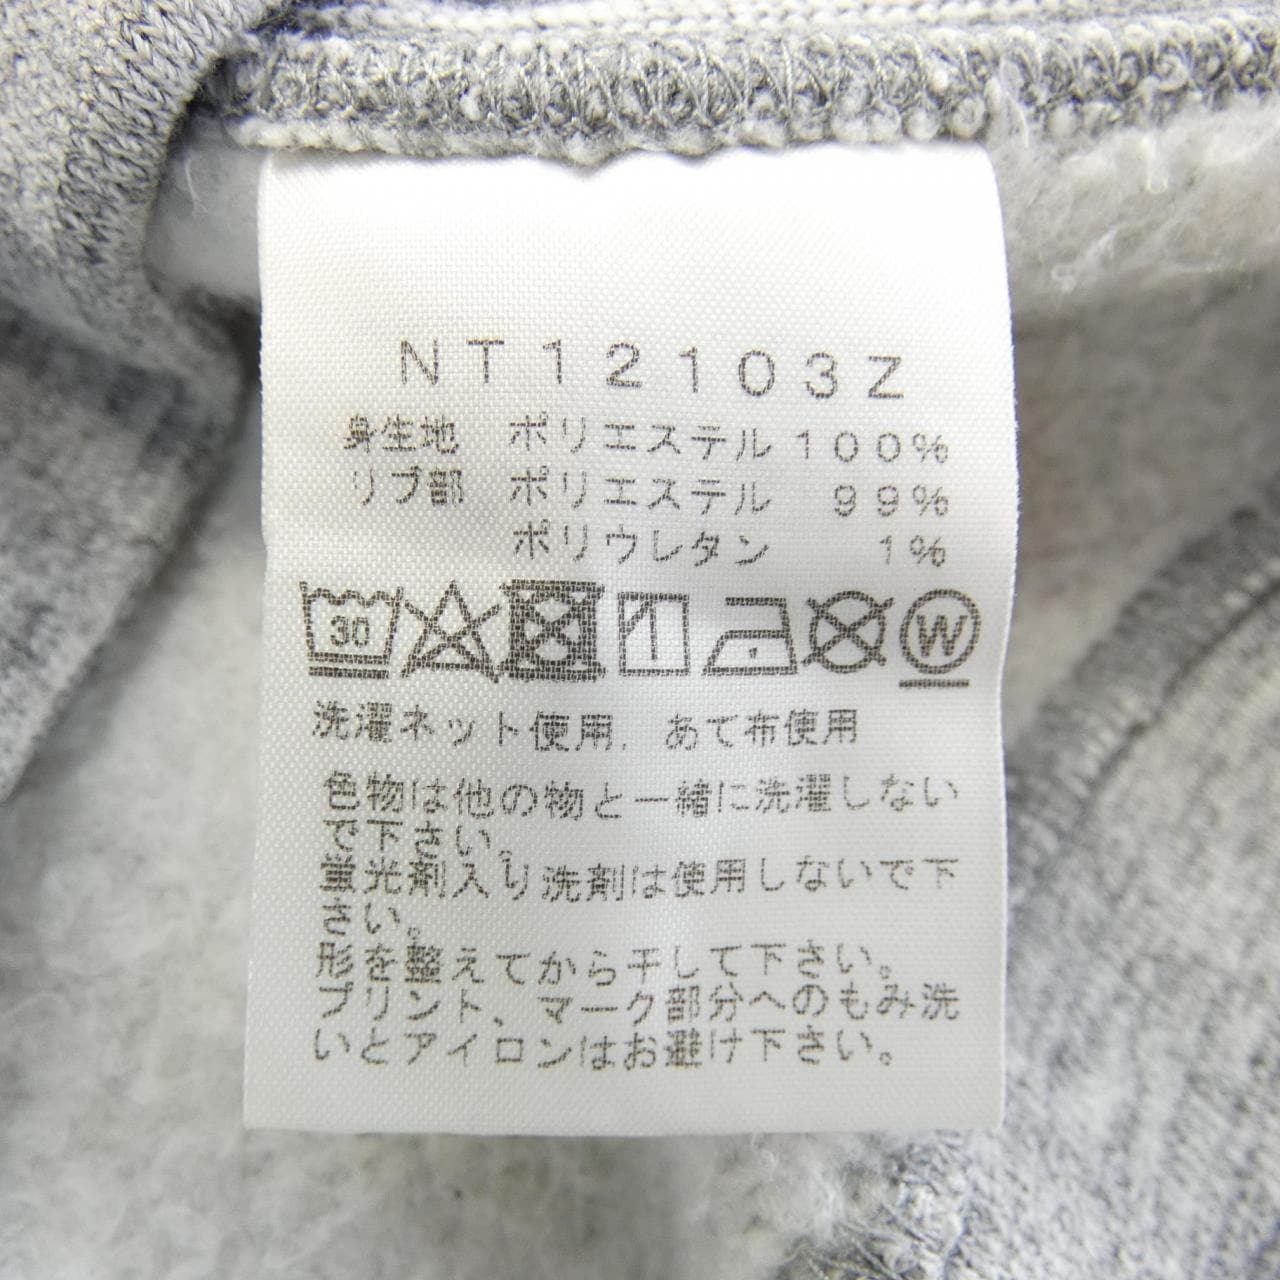 NT12103Z
身生地 ポリエステル 100%
リブ部 ポリエステル 99%
ポリウレタン 1%
30 W
洗濯ネット使用. あて布使用
色物は他の物と一緒に洗濯しない
で下さい。
蛍光剤入り洗剤は使用しないで下
さい。
形を整えてから干して下さい。
プリント、マーク部分へのもみ洗
いとアイロンはお避け下さい。